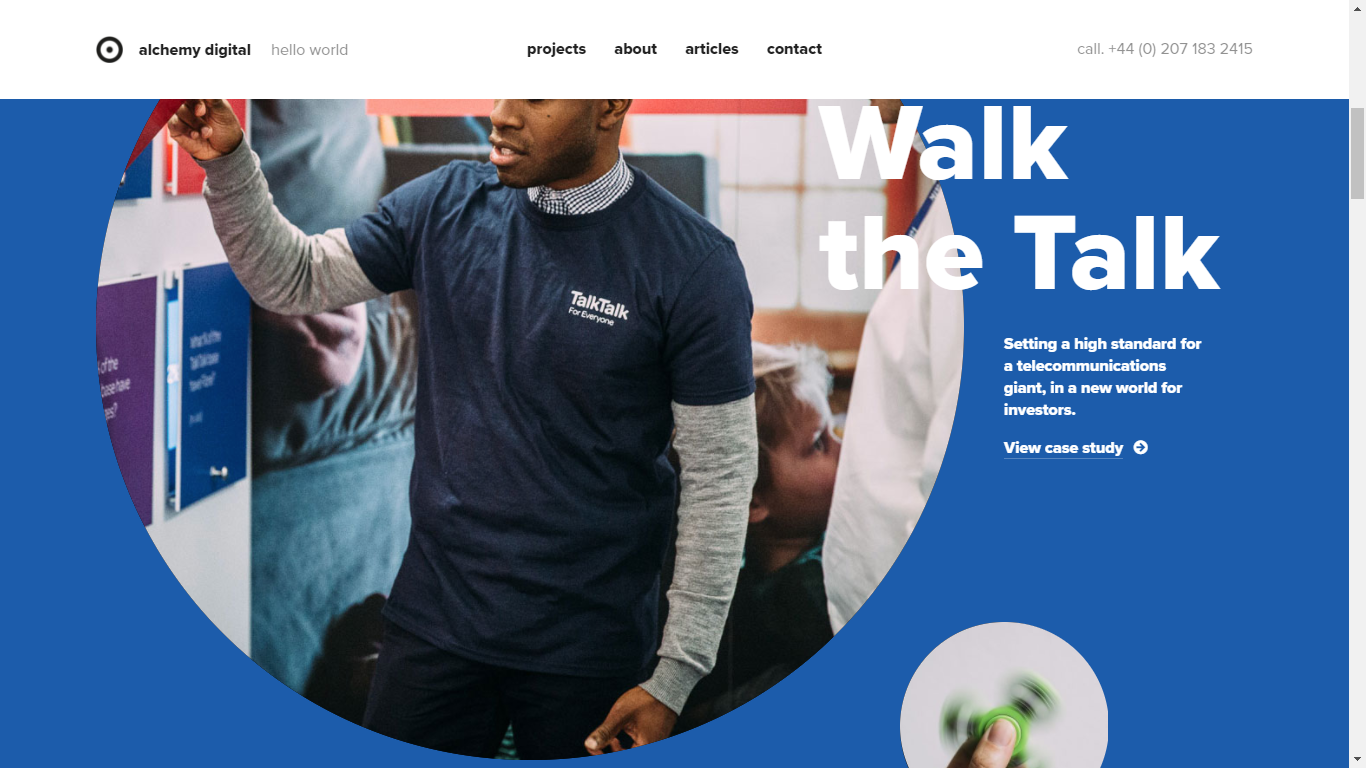 alchemy digital hello world
projects about articles contact
call. +44 (0) 207 183 2415
Walk
the Talk
TalkTalk
For Everyone
Setting a high standard for
a telecommunications
giant, in a new world for
investors.
View case study